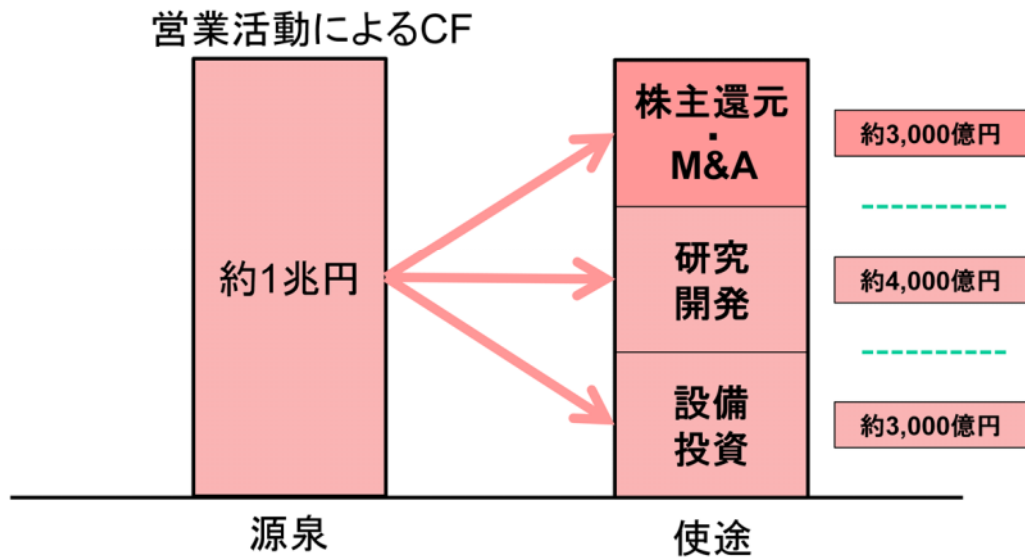 営業活動によるCF
約1兆円
株主還元
・
M&A
約3,000億円
研究
開発
約4,000億円
設備
投資
約3,000億円
源泉
使途